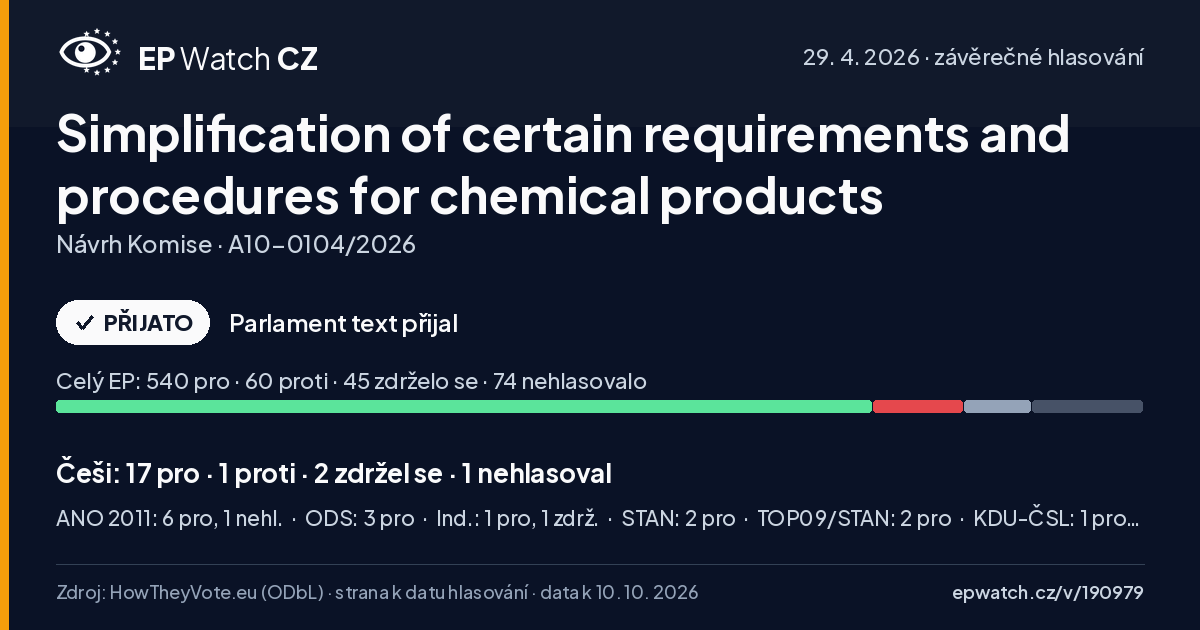 EP Watch CZ
29. 4. 2026 · závěrečné hlasování
Simplification of certain requirements and
procedures for chemical products
Návrh Komise · A10–0104/2026
✓ PŘIJATO
Parlament text přijal
Celý EP: 540 pro · 60 proti · 45 zdrželo se · 74 nehlasovalo
Češi: 17 pro · 1 proti · 2 zdržel se · 1 nehlasoval
ANO 2011: 6 pro, 1 nehl. · ODS: 3 pro · Ind.: 1 pro, 1 zdrž. · STAN: 2 pro · TOP09/STAN: 2 pro · KDU-ČSL: 1 pro…
Zdroj: HowTheyVote.eu (ODbL) · strana k datu hlasování · data k 10. 10. 2026
epwatch.cz/v/190979